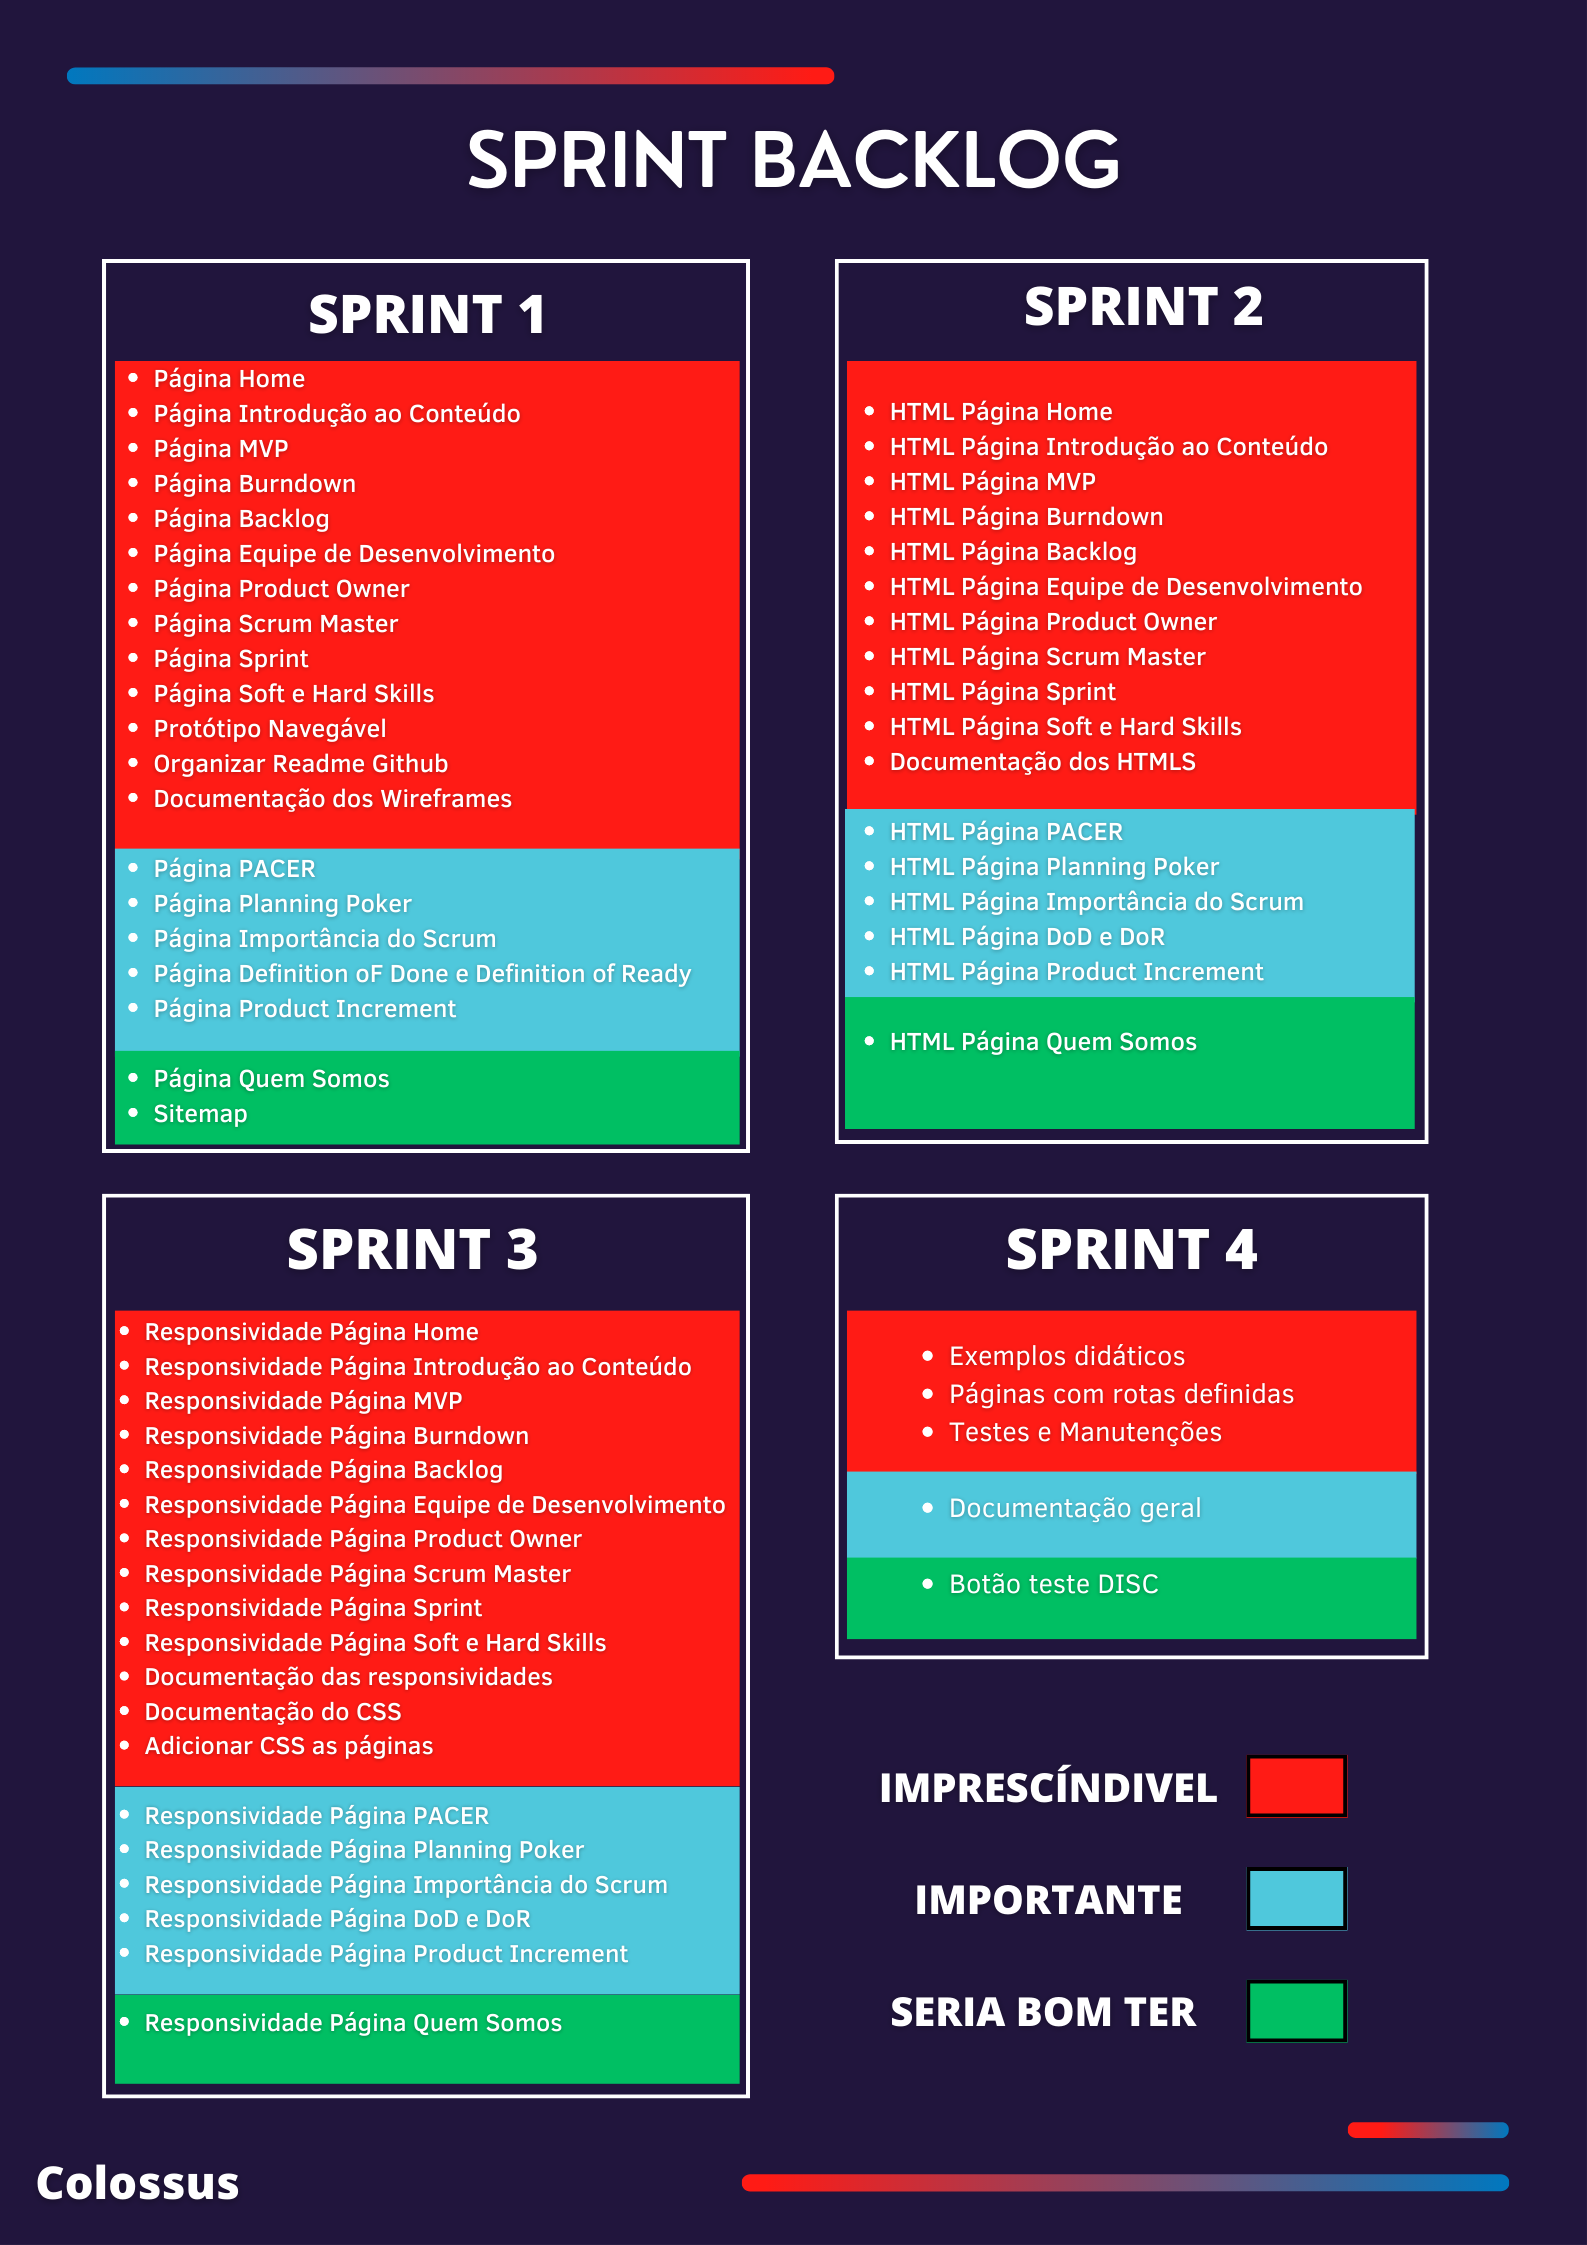 SPRINT BACKLOG
SPRINT 1
Página Home
Página Introdução ao Conteúdo
Página MVP
Página Burndown
Página Backlog
Página Equipe de Desenvolvimento
Página Product Owner
Página Scrum Master
Página Sprint
Página Soft e Hard Skills
Protótipo Navegável
Organizar Readme Github
Documentação dos Wireframes
Página PACER
Página Planning Poker
Página Importância do Scrum
Página Definition oF Done e Definition of Ready
Página Product Increment
Página Quem Somos
Sitemap
SPRINT 2
HTML Página Home
HTML Página Introdução ao Conteúdo
HTML Página MVP
HTML Página Burndown
HTML Página Backlog
HTML Página Equipe de Desenvolvimento
HTML Página Product Owner
HTML Página Scrum Master
HTML Página Sprint
HTML Página Soft e Hard Skills
Documentação dos HTMLS
HTML Página PACER
HTML Página Planning Poker
HTML Página Importância do Scrum
HTML Página DoD e DoR
HTML Página Product Increment
HTML Página Quem Somos
SPRINT 3
Responsividade Página Home
Responsividade Página Introdução ao Conteúdo
Responsividade Página MVP
Responsividade Página Burndown
Responsividade Página Backlog
Responsividade Página Equipe de Desenvolvimento
Responsividade Página Product Owner
Responsividade Página Scrum Master
Responsividade Página Sprint
Responsividade Página Soft e Hard Skills
Documentação das responsividades
Documentação do CSS
Adicionar CSS as páginas
Responsividade Página PACER
Responsividade Página Planning Poker
Responsividade Página Importância do Scrum
Responsividade Página DoD e DoR
Responsividade Página Product Increment
Responsividade Página Quem Somos
SPRINT 4
Exemplos didáticos
Páginas com rotas definidas
Testes e Manutenções
Documentação geral
Botão teste DISC
IMPRESCÍNDIVEL
IMPORTANTE
SERIA BOM TER
Colossus